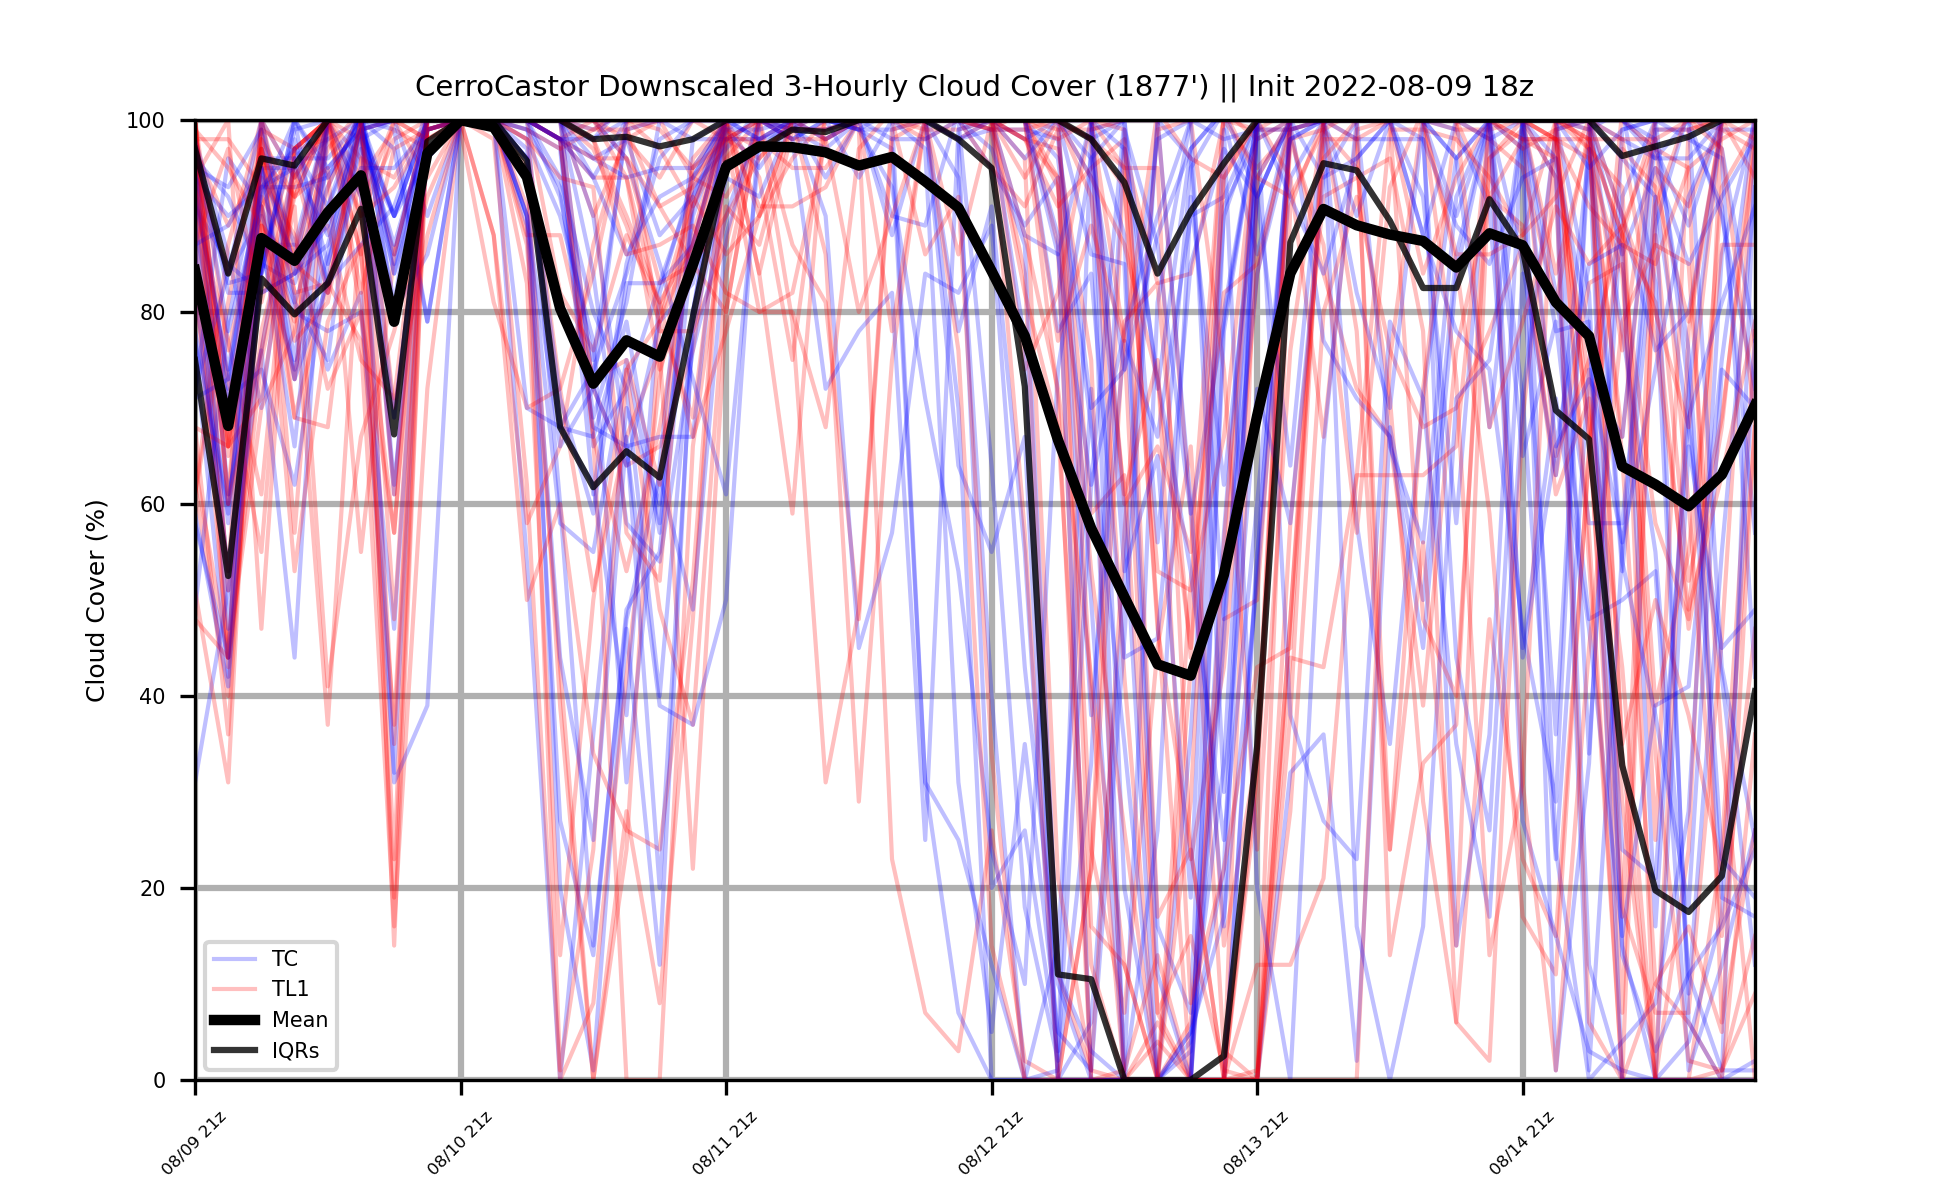 CerroCastor Downscaled 3-Hourly Cloud Cover (1877') || Init 2022-08-09 18z
Cloud Cover (%)
100
80
60
40
20
0
TC
TL1
Mean
IQRs
08/09 21z
08/10 21z
08/11 21z
08/12 21z
08/13 21z
08/14 21z